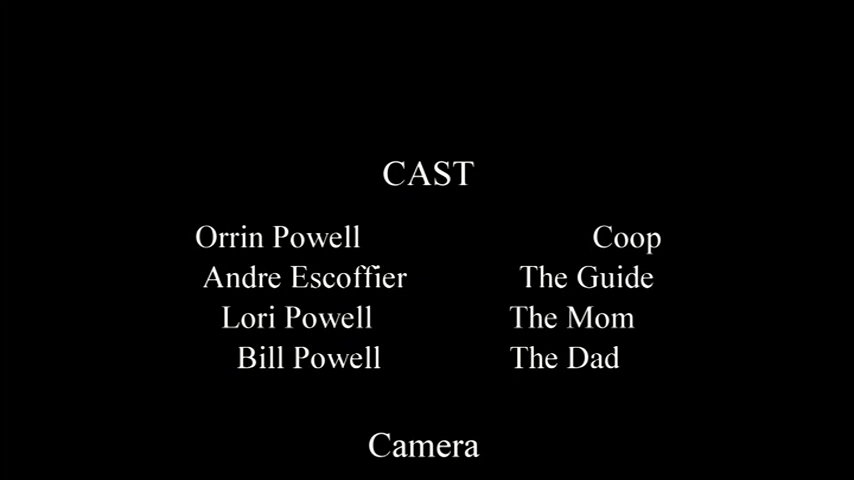 CAST
Orrin Powell Coop
Andre Escoffier The Guide
Lori Powell The Mom
Bill Powell The Dad
Camera